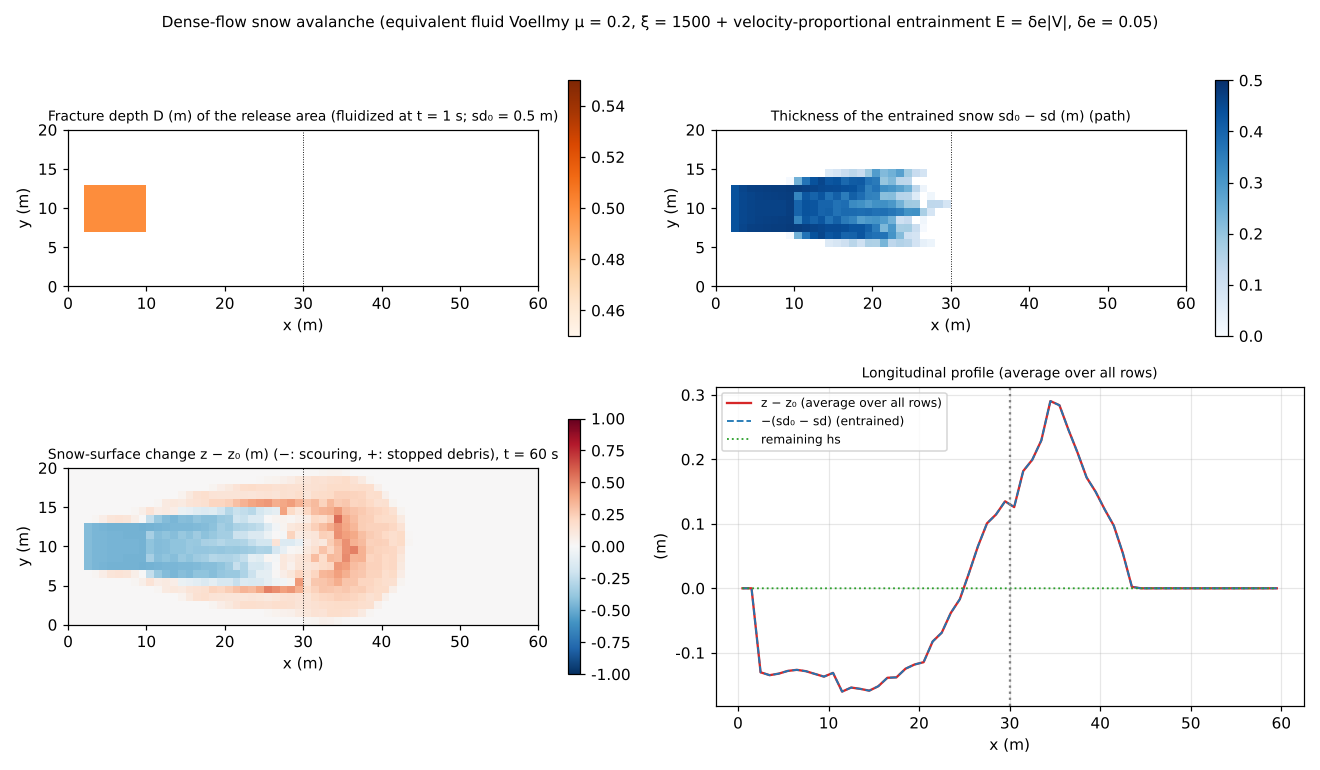 Dense-flow snow avalanche (equivalent fluid Voellmy μ = 0.2, ξ = 1500 + velocity-proportional entrainment E = δe|V|, δe = 0.05)
Fracture depth D (m) of the release area (fluidized at t = 1 s; sd₀ = 0.5 m)
20
15
10
5
0
y (m)
0 10 20 30 40 50 60
x (m)
0.54
0.52
0.50
0.48
0.46
Thickness of the entrained snow sd₀ − sd (m) (path)
20
15
10
5
0
y (m)
0 10 20 30 40 50 60
x (m)
0.5
0.4
0.3
0.2
0.1
0.0
Snow-surface change z − z₀ (m) (−: scouring, +: stopped debris), t = 60 s
20
15
10
5
0
y (m)
0 10 20 30 40 50 60
x (m)
1.00
0.75
0.50
0.25
0.00
-0.25
-0.50
-0.75
-1.00
Longitudinal profile (average over all rows)
z − z₀ (average over all rows)
−(sd₀ − sd) (entrained)
remaining hs
0.3
0.2
0.1
0.0
-0.1
(m)
0 10 20 30 40 50 60
x (m)